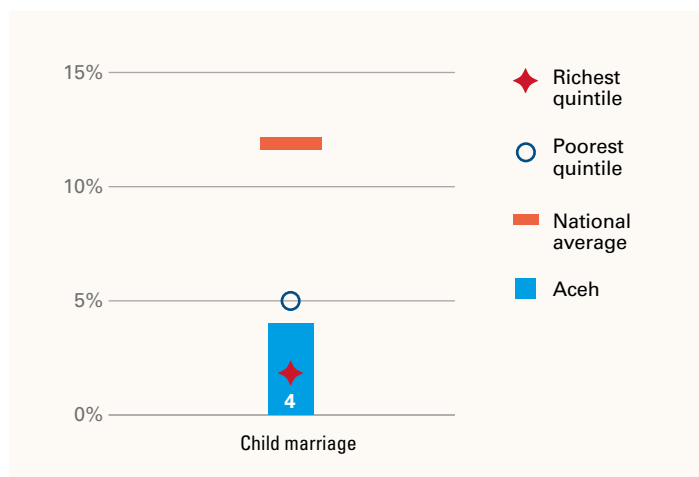 15%
10%
5%
0%
4
Child marriage
Richest
quintile
Poorest
quintile
National
average
Aceh